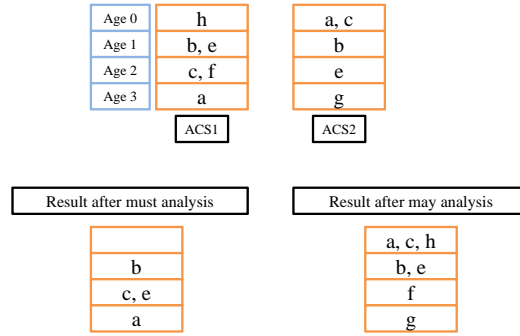 Age 0 h a, c
Age 1 b, e b
Age 2 c, f e
Age 3 a g
ACS1 ACS2
Result after must analysis Result after may analysis
a, c, h
b b, e
c, e f
a g